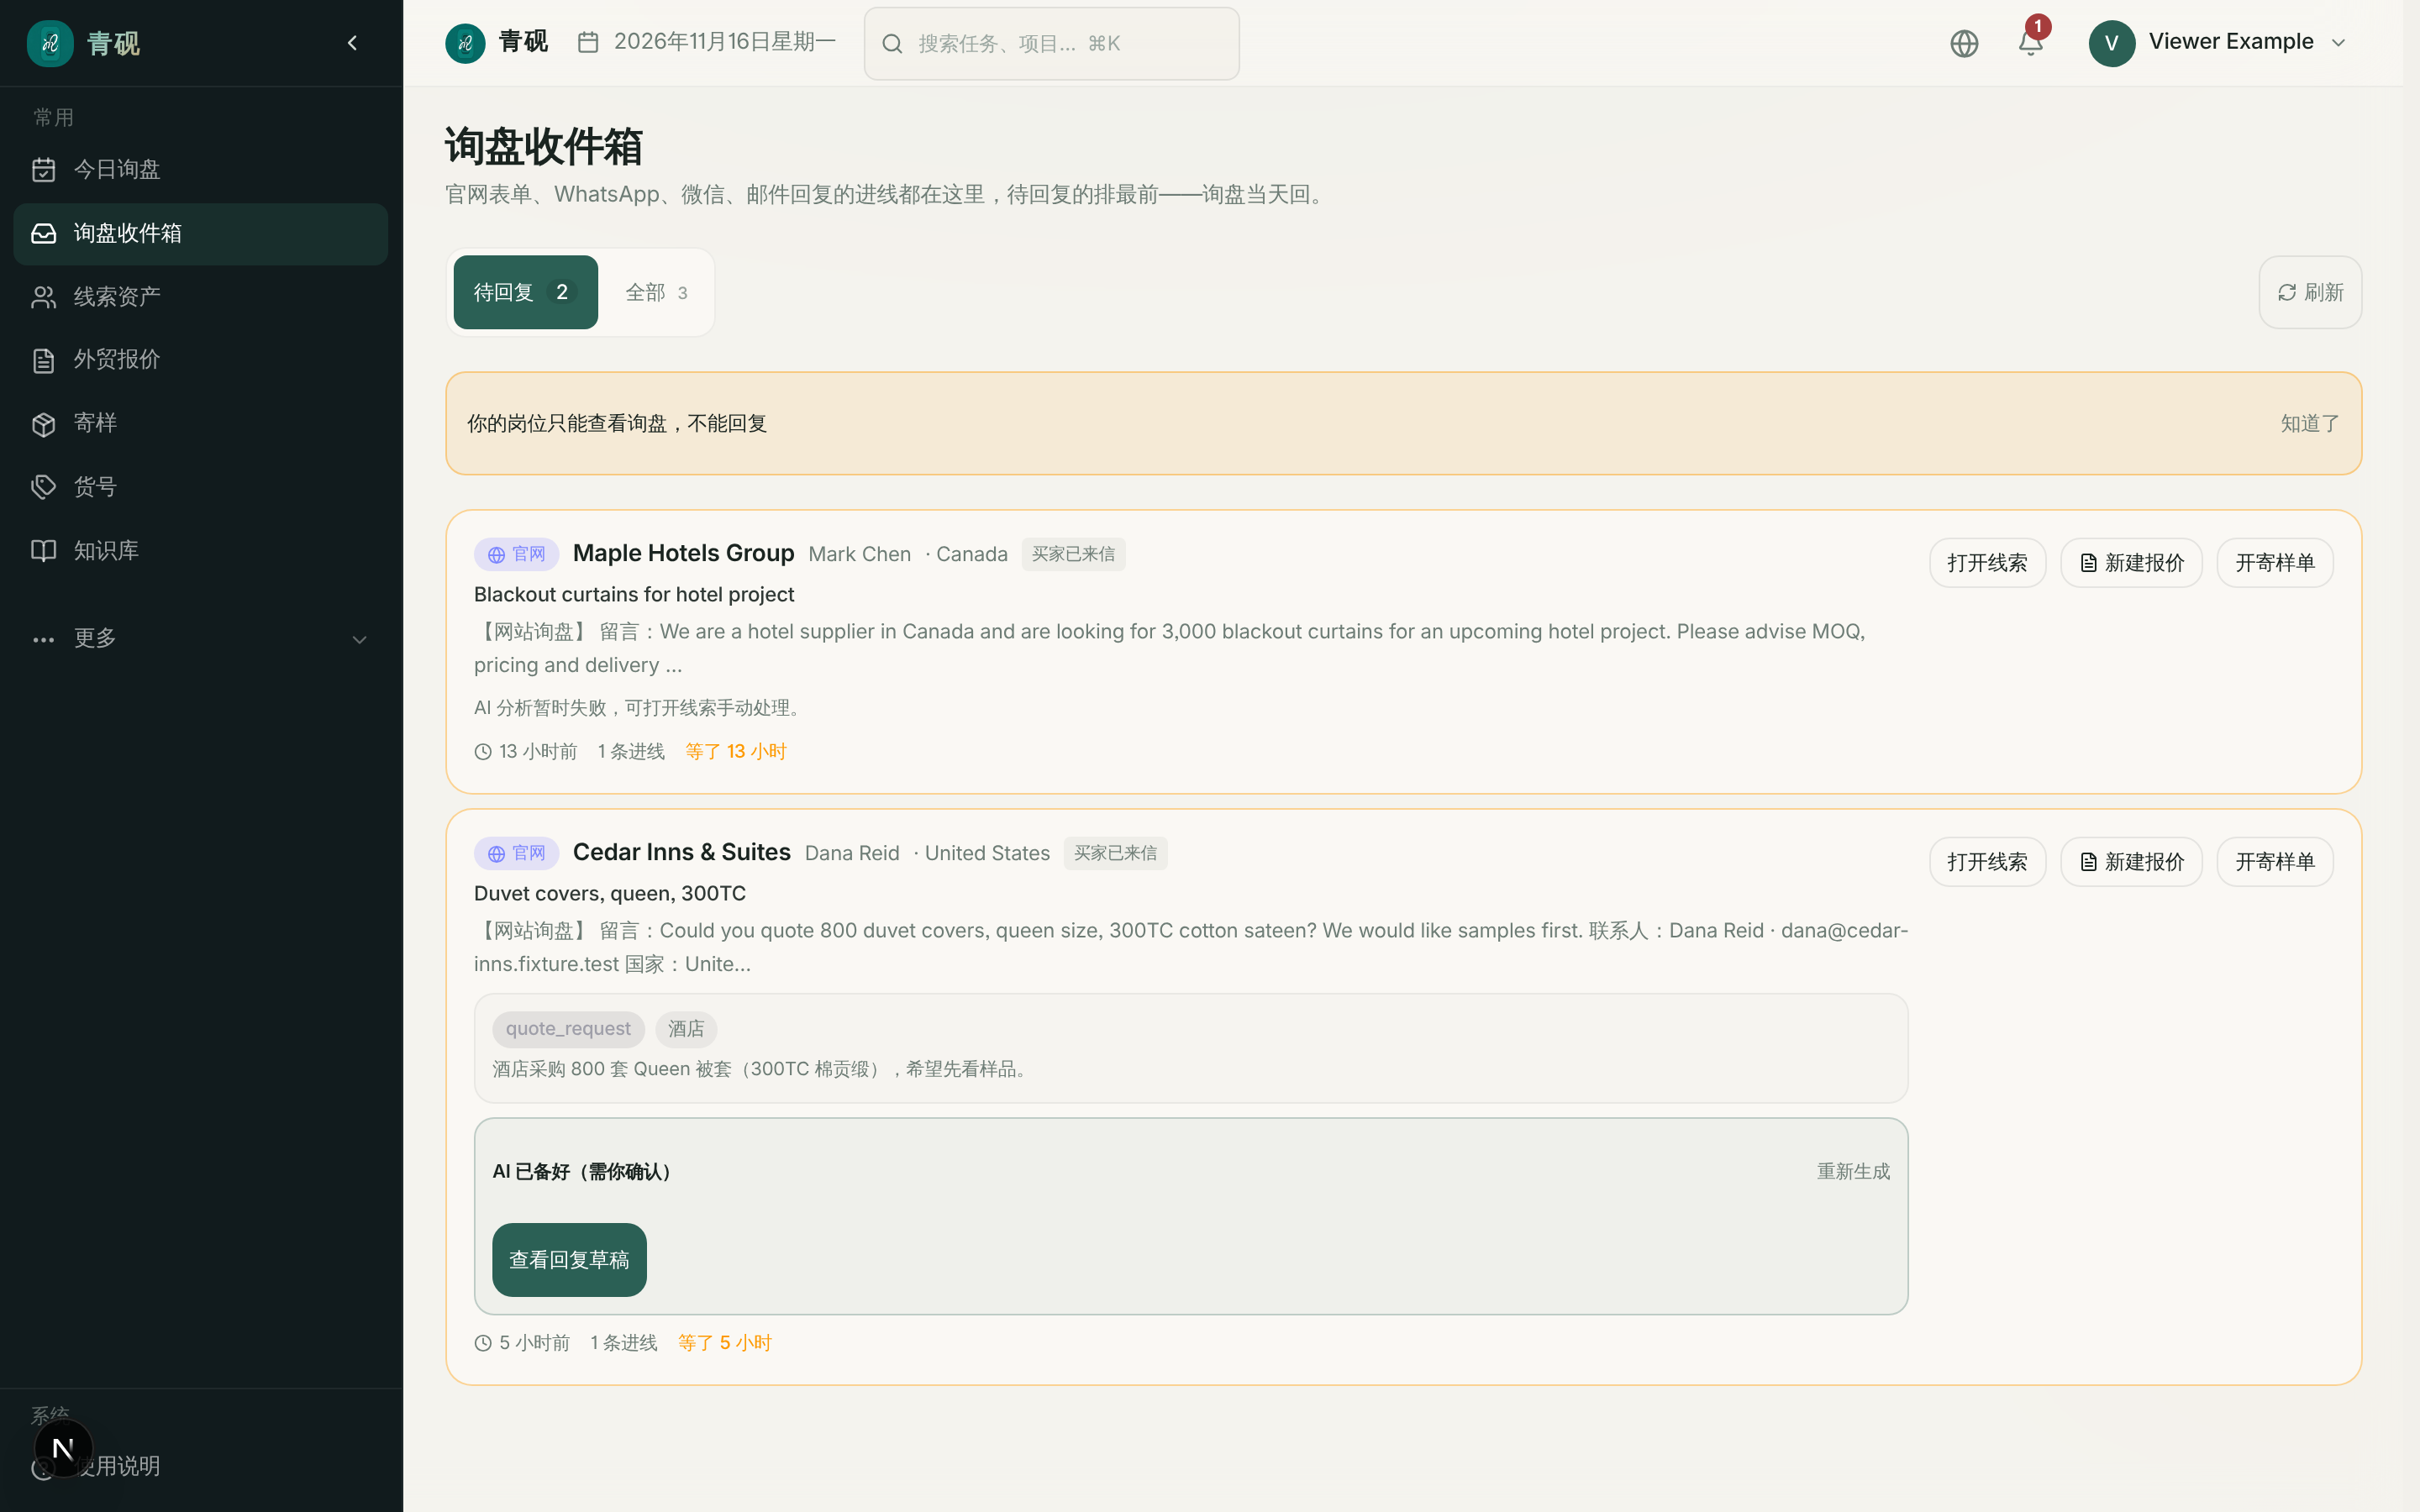 青砚
常用
今日询盘
询盘收件箱
线索资产
外贸报价
寄样
货号
知识库
更多
系统
N
使用说明
青砚
2026年11月16日星期一
搜索任务、项目... ⌘K
1
V
Viewer Example
询盘收件箱
官网表单、WhatsApp、微信、邮件回复的进线都在这里，待回复的排最前——询盘当天回。
待回复 2
全部 3
刷新
你的岗位只能查看询盘，不能回复
知道了
官网 Maple Hotels Group Mark Chen · Canada 买家已来信
打开线索
新建报价
开寄样单
Blackout curtains for hotel project
【网站询盘】 留言：We are a hotel supplier in Canada and are looking for 3,000 blackout curtains for an upcoming hotel project. Please advise MOQ,
pricing and delivery ...
AI 分析暂时失败，可打开线索手动处理。
13 小时前 1 条进线 等了 13 小时
官网 Cedar Inns & Suites Dana Reid · United States 买家已来信
打开线索
新建报价
开寄样单
Duvet covers, queen, 300TC
【网站询盘】 留言：Could you quote 800 duvet covers, queen size, 300TC cotton sateen? We would like samples first. 联系人：Dana Reid · dana@cedar-
inns.fixture.test 国家：Unite...
quote_request 酒店
酒店采购 800 套 Queen 被套（300TC 棉贡缎），希望先看样品。
AI 已备好（需你确认）
重新生成
查看回复草稿
5 小时前 1 条进线 等了 5 小时